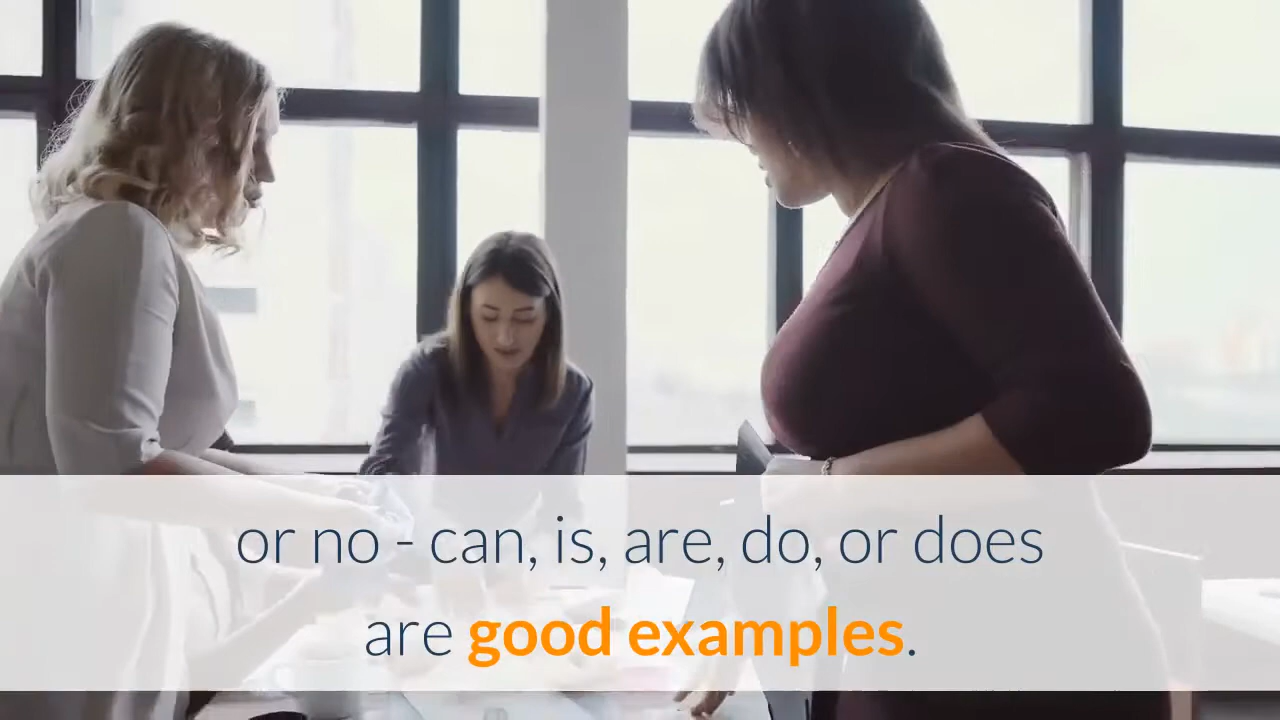 or no - can, is, are, do, or does
are good examples.